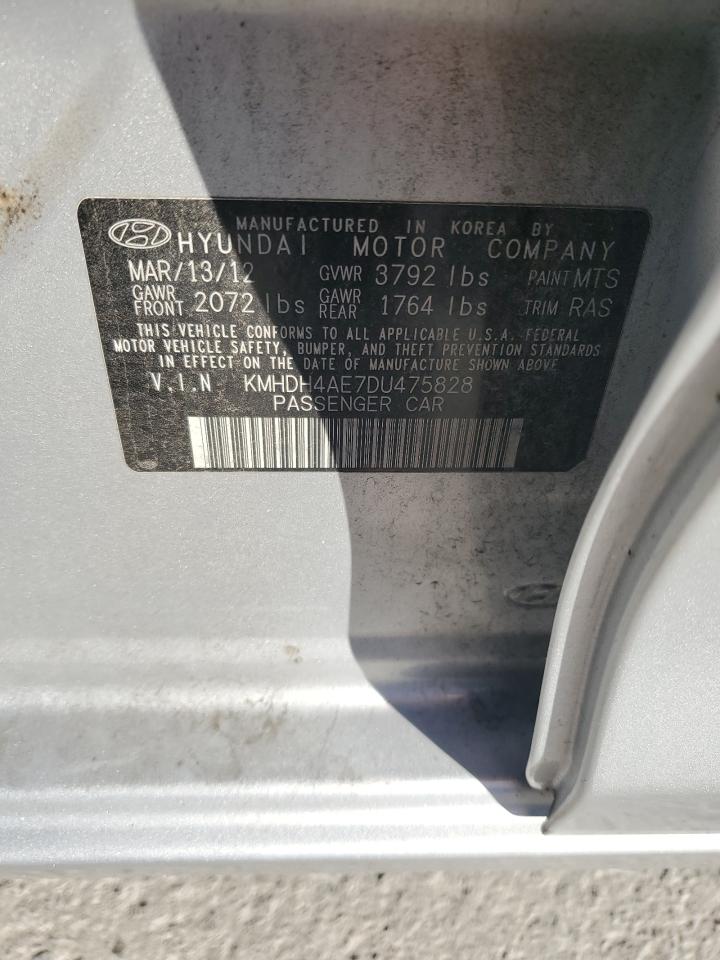 MANUFACTURED IN KOREA BY
HYUNDAI MOTOR COMPANY
MAR/13/12 GVWR 3792 lbs PAINT MTS
GAWR FRONT 2072 lbs GAWR REAR 1764 lbs TRIM RAS
THIS VEHICLE CONFORMS TO ALL APPLICABLE U.S.A. FEDERAL
MOTOR VEHICLE SAFETY, BUMPER, AND THEFT PREVENTION STANDARDS
IN EFFECT ON THE DATE OF MANUFACTURE SHOWN ABOVE
V.I.N KMHDH4AE7DU475828
PASSENGER CAR